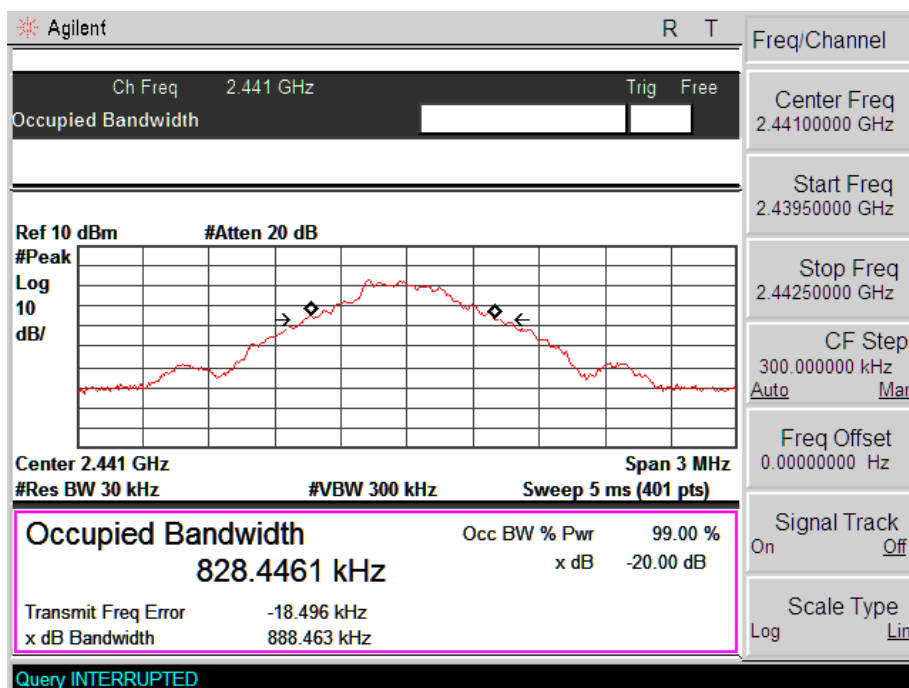 Agilent R T
Ch Freq 2.441 GHz Trig Free
Occupied Bandwidth
Ref 10 dBm #Atten 20 dB
#Peak
Log
10
dB/
Center 2.441 GHz Span 3 MHz
#Res BW 30 kHz #VBW 300 kHz Sweep 5 ms (401 pts)
Occupied Bandwidth
828.4461 kHz
Occ BW % Pwr 99.00 %
x dB -20.00 dB
Transmit Freq Error -18.496 kHz
x dB Bandwidth 888.463 kHz
Query INTERRUPTED
Freq/Channel
Center Freq
2.44100000 GHz
Start Freq
2.43950000 GHz
Stop Freq
2.44250000 GHz
CF Step
300.000000 kHz
Auto Mar
Freq Offset
0.00000000 Hz
Signal Track
On Off
Scale Type
Log Lin